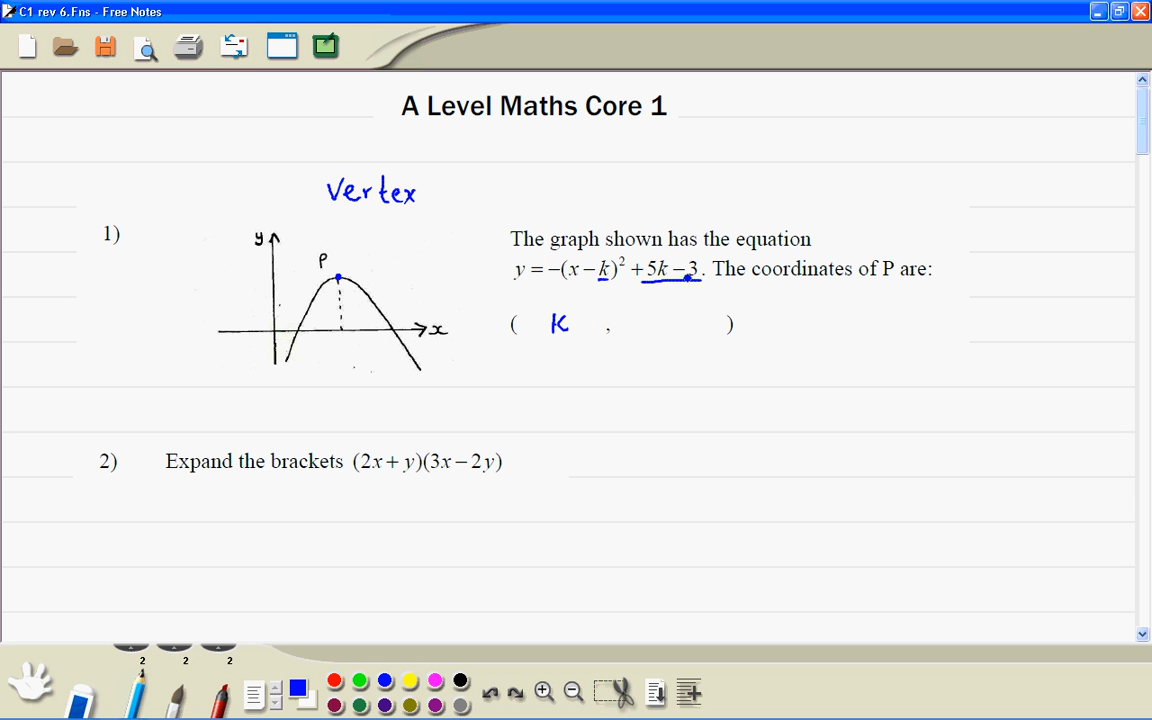 C1 rev 6.Fns - Free Notes
A Level Maths Core 1
vertex
1)
y
P
x
The graph shown has the equation
y = −(x − k)² + 5k − 3. The coordinates of P are:
( K , )
2) Expand the brackets (2x + y)(3x − 2y)
2 2 2